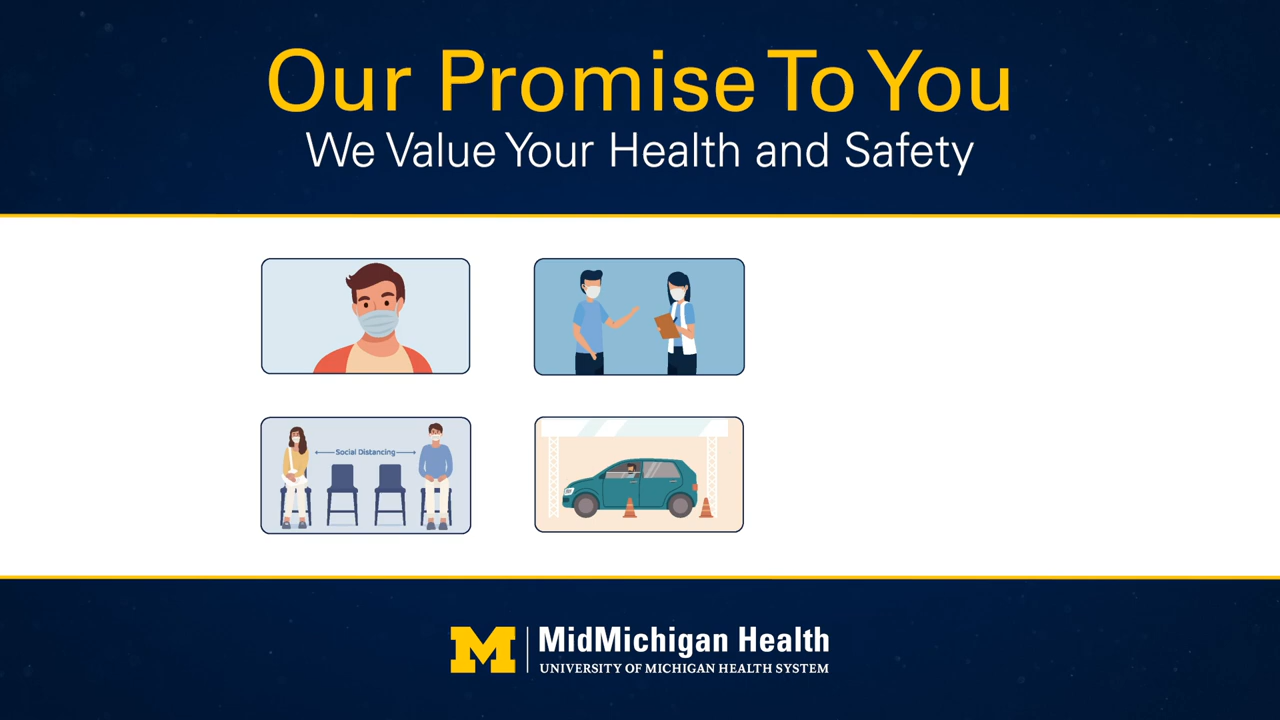 Our Promise To You
We Value Your Health and Safety
Social Distancing
M
MidMichigan Health
UNIVERSITY OF MICHIGAN HEALTH SYSTEM